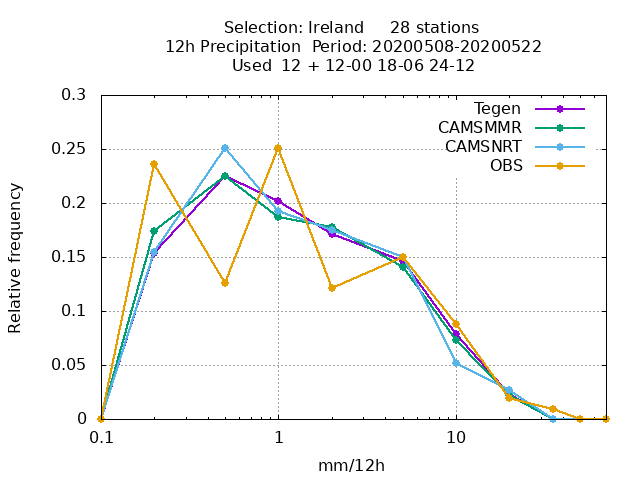 Selection: Ireland 28 stations
12h Precipitation Period: 20200508-20200522
Used 12 + 12-00 18-06 24-12
Tegen
CAMSMMR
CAMSNRT
OBS
Relative frequency
0.3
0.25
0.2
0.15
0.1
0.05
0
0.1 1 10
mm/12h